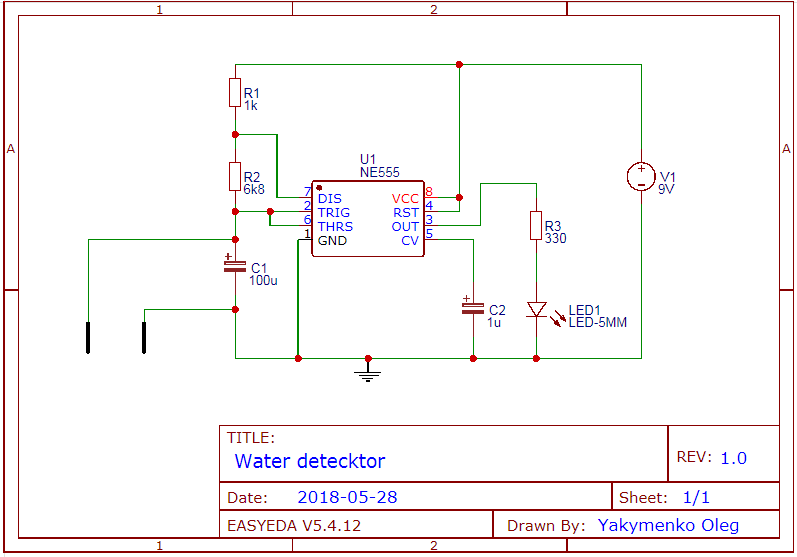 1
2
A
A
R1
1k
R2
6k8
U1
NE555
7
DIS
VCC
8
2
TRIG
RST
4
6
THRS
OUT
3
1
GND
CV
5
+
V1
9V
R3
330
+
C1
100u
+
C2
1u
LED1
LED-5MM
TITLE:
Water detecktor
REV: 1.0
Date: 2018-05-28
Sheet: 1/1
EASYEDA V5.4.12
Drawn By: Yakymenko Oleg
1
2